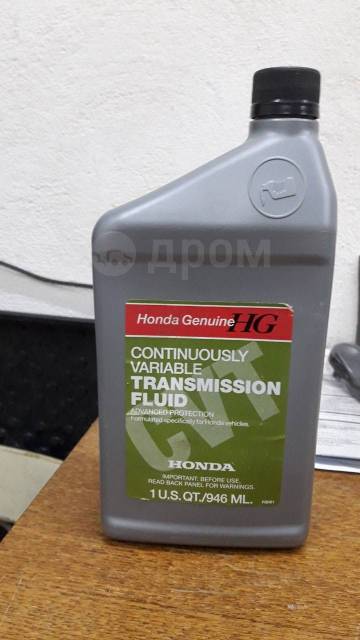 дром
Honda Genuine HG
CONTINUOUSLY
VARIABLE
TRANSMISSION
FLUID
ADVANCED PROTECTION
Formulated specifically for Honda vehicles.
CVT
HONDA
IMPORTANT. BEFORE USE,
READ BACK PANEL FOR WARNINGS.
1 U.S. QT./946 ML.